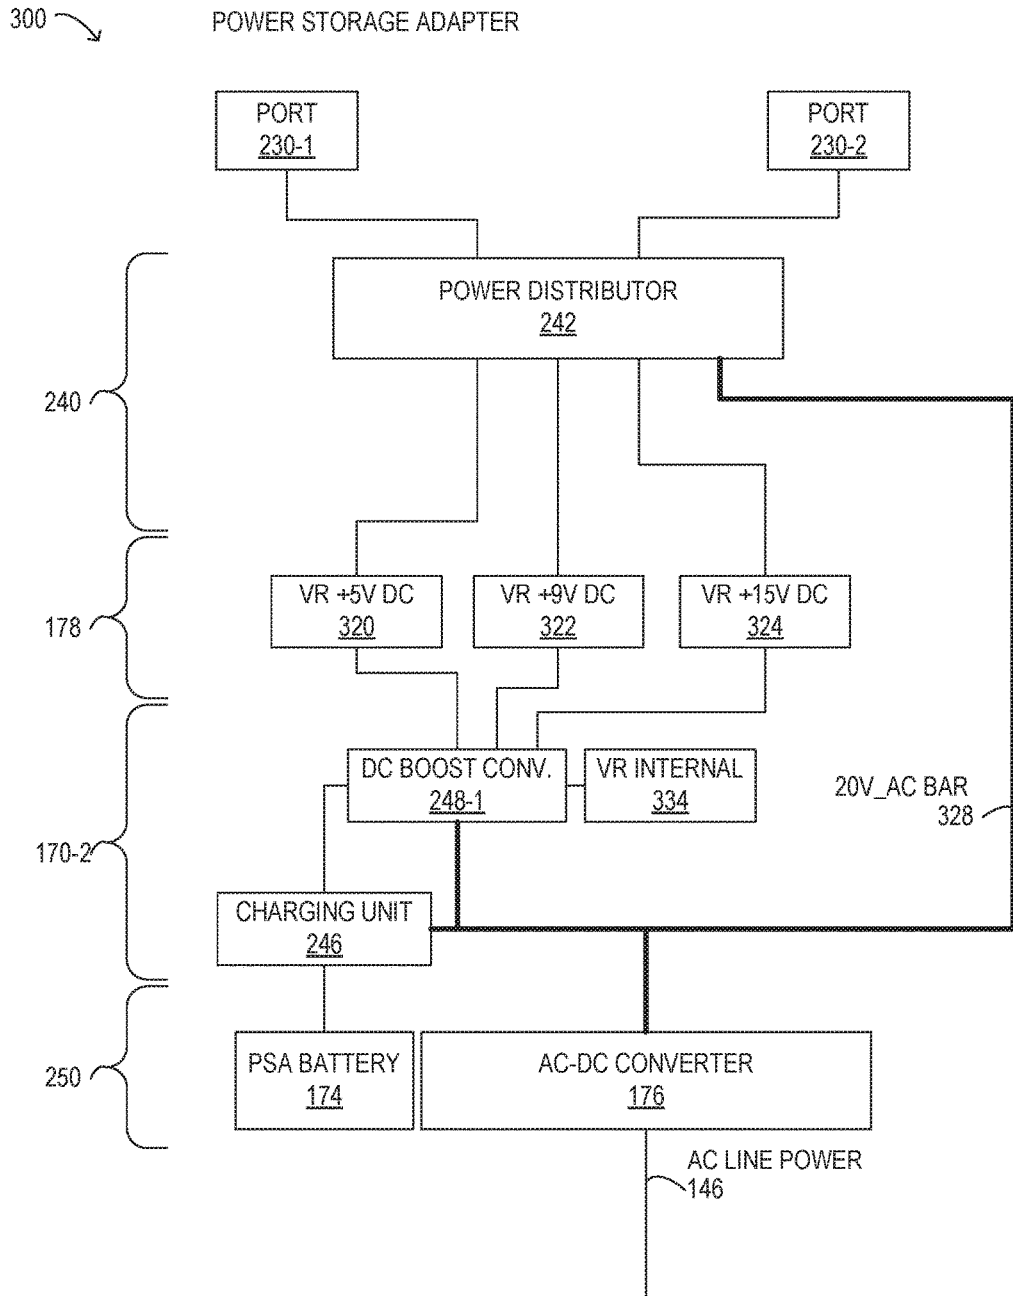 300
POWER STORAGE ADAPTER
PORT
230-1
PORT
230-2
POWER DISTRIBUTOR
242
240
VR +5V DC
320
VR +9V DC
322
VR +15V DC
324
178
DC BOOST CONV.
248-1
VR INTERNAL
334
20V_AC BAR
328
170-2
CHARGING UNIT
246
PSA BATTERY
174
AC-DC CONVERTER
176
250
AC LINE POWER
146